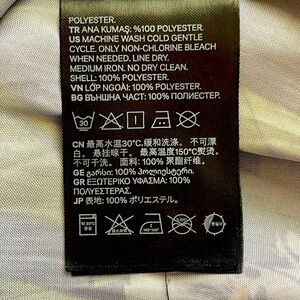 POLYESTER.
TR ANA KUMAŞ: %100 POLYESTER.
US MACHINE WASH COLD GENTLE
CYCLE. ONLY NON-CHLORINE BLEACH
WHEN NEEDED. LINE DRY.
MEDIUM IRON. NO DRY CLEAN.
SHELL: 100% POLYESTER.
VN LỚP NGOÀI: 100% POLYESTER.
BG ВЪНШНА ЧАСТ: 100% ПОЛИЕСТЕР.
30
CN 最高水温30℃.缓和洗涤. 不可漂
白. 悬挂晾干. 最高温度150℃熨烫.
不可干洗. 面料: 100% 聚酯纤维.
GE გარსი: 100% პოლიესტერი.
GR ΕΞΩΤΕΡΙΚΟ ΥΦΑΣΜΑ: 100%
ΠΟΛΥΕΣΤΕΡΑΣ.
JP 表地: 100% ポリエステル.